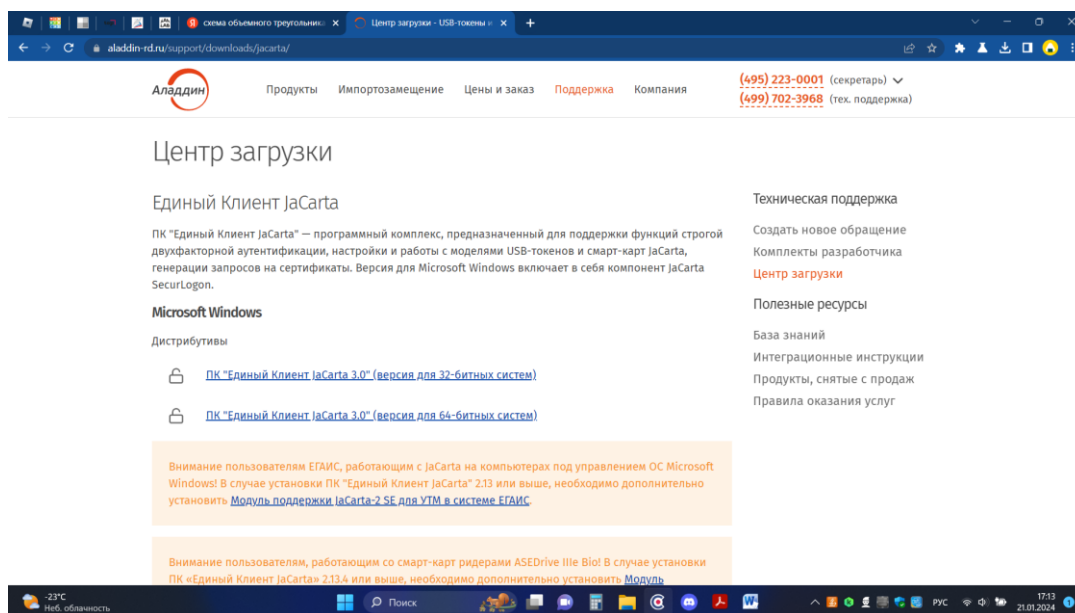 схема объемного треугольник
Центр загрузки - USB-токены и
aladdin-rd.ru/support/downloads/jacarta/
Аладдин
Продукты
Импортозамещение
Цены и заказ
Поддержка
Компания
(495) 223-0001 (секретарь)
(499) 702-3968 (тех. поддержка)
Центр загрузки
Единый Клиент JaCarta
ПК "Единый Клиент JaCarta" — программный комплекс, предназначенный для поддержки функций строгой
двухфакторной аутентификации, настройки и работы с моделями USB-токенов и смарт-карт JaCarta,
генерации запросов на сертификаты. Версия для Microsoft Windows включает в себя компонент JaCarta
SecurLogon.
Microsoft Windows
Дистрибутивы
ПК "Единый Клиент JaCarta 3.0" (версия для 32-битных систем)
ПК "Единый Клиент JaCarta 3.0" (версия для 64-битных систем)
Внимание пользователям ЕГАИС, работающим с JaCarta на компьютерах под управлением ОС Microsoft
Windows! В случае установки ПК "Единый Клиент JaCarta" 2.13 или выше, необходимо дополнительно
установить Модуль поддержки JaCarta-2 SE для УТМ в системе ЕГАИС.
Внимание пользователям, работающим со смарт-карт ридерами ASEDrive IIIe Bio! В случае установки
ПК «Единый Клиент JaCarta» 2.13.4 или выше, необходимо дополнительно установить Модуль
Техническая поддержка
Создать новое обращение
Комплекты разработчика
Центр загрузки
Полезные ресурсы
База знаний
Интеграционные инструкции
Продукты, снятые с продаж
Правила оказания услуг
-23°C
Неб. облачность
Поиск
РУС
17:13
21.01.2024